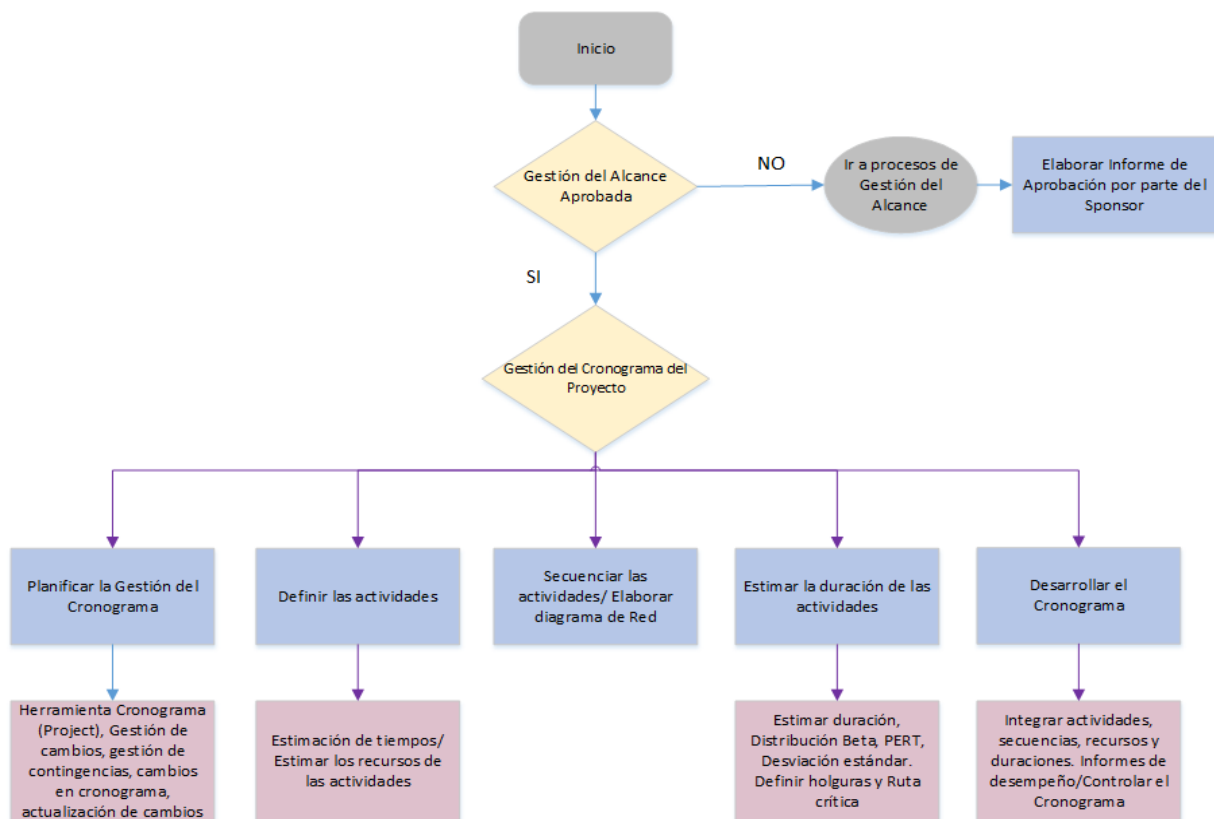 Inicio
Gestión del Alcance
Aprobada
NO
Ir a procesos de
Gestión del
Alcance
Elaborar Informe de
Aprobación por parte del
Sponsor
SI
Gestión del Cronograma del
Proyecto
Planificar la Gestión del
Cronograma
Definir las actividades
Secuenciar las
actividades/ Elaborar
diagrama de Red
Estimar la duración de las
actividades
Desarrollar el
Cronograma
Herramienta Cronograma
(Project), Gestión de
cambios, gestión de
contingencias, cambios
en cronograma,
actualización de cambios
Estimación de tiempos/
Estimar los recursos de
las actividades
Estimar duración,
Distribución Beta, PERT,
Desviación estándar.
Definir holguras y Ruta
crítica
Integrar actividades,
secuencias, recursos y
duraciones. Informes de
desempeño/Controlar el
Cronograma